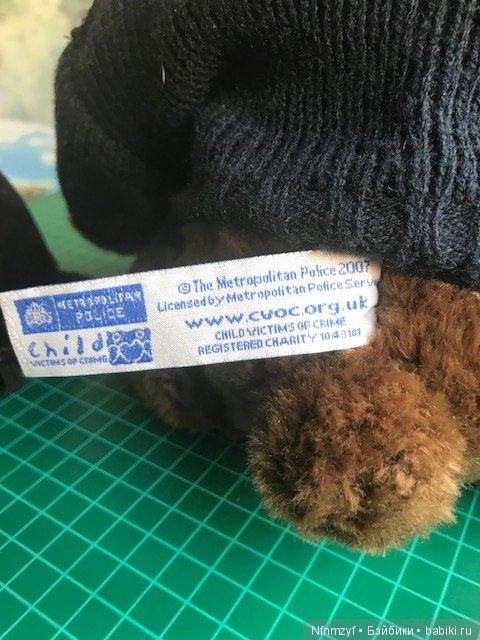 METROPOLITAN
POLICE
Child
VICTIMS OF CRIME
©The Metropolitan Police 2007
Licensed by Metropolitan Police Serv
www.cvoc.org.uk
CHILD VICTIMS OF CRIME
REGISTERED CHARITY 1043101
Nfnmzyf • Бэйбики • babiki.ru